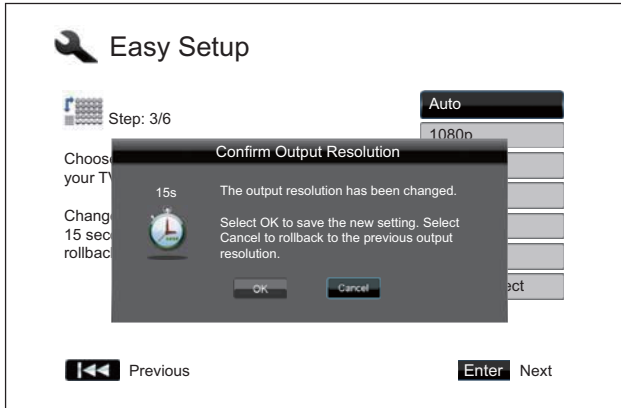 Easy Setup
Step: 3/6
Auto
1080p
Confirm Output Resolution
your
15s
The output resolution has been changed.
Select OK to save the new setting. Select
Cancel to rollback to the previous output
resolution.
15
OK
Cancel
Previous
Enter Next